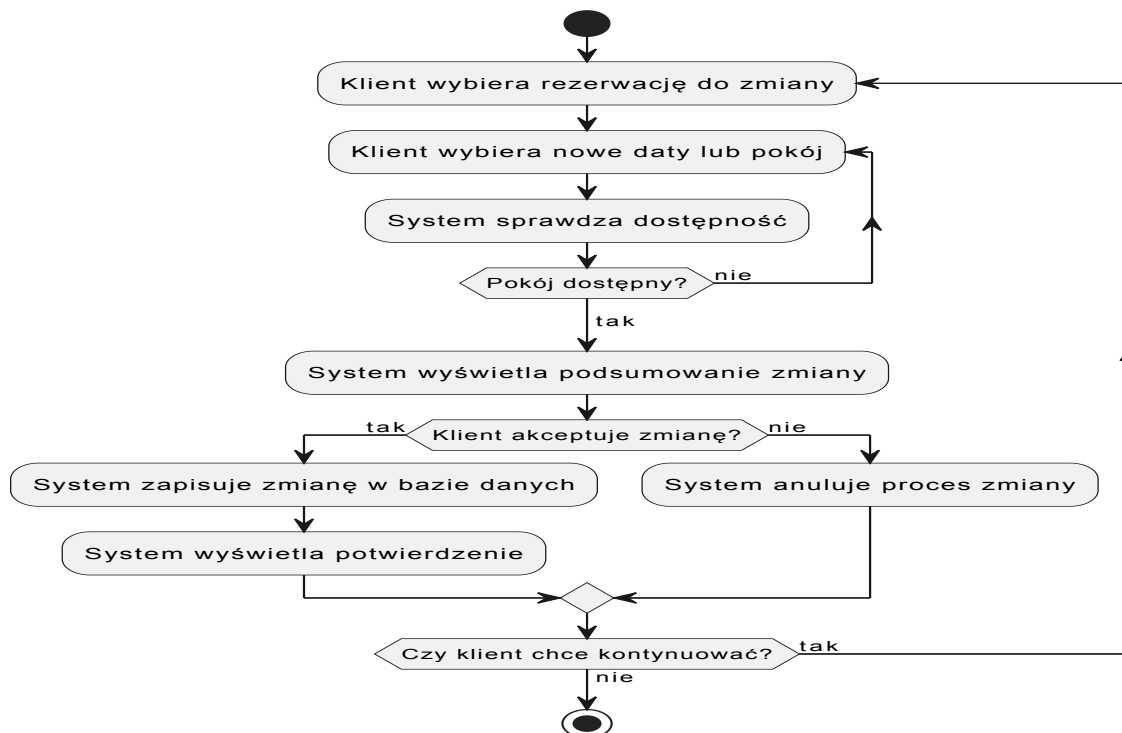 Klient wybiera rezerwację do zmiany
Klient wybiera nowe daty lub pokój
System sprawdza dostępność
Pokój dostępny?
nie
tak
System wyświetla podsumowanie zmiany
tak
Klient akceptuje zmianę?
nie
System zapisuje zmianę w bazie danych
System anuluje proces zmiany
System wyświetla potwierdzenie
Czy klient chce kontynuować?
tak
nie